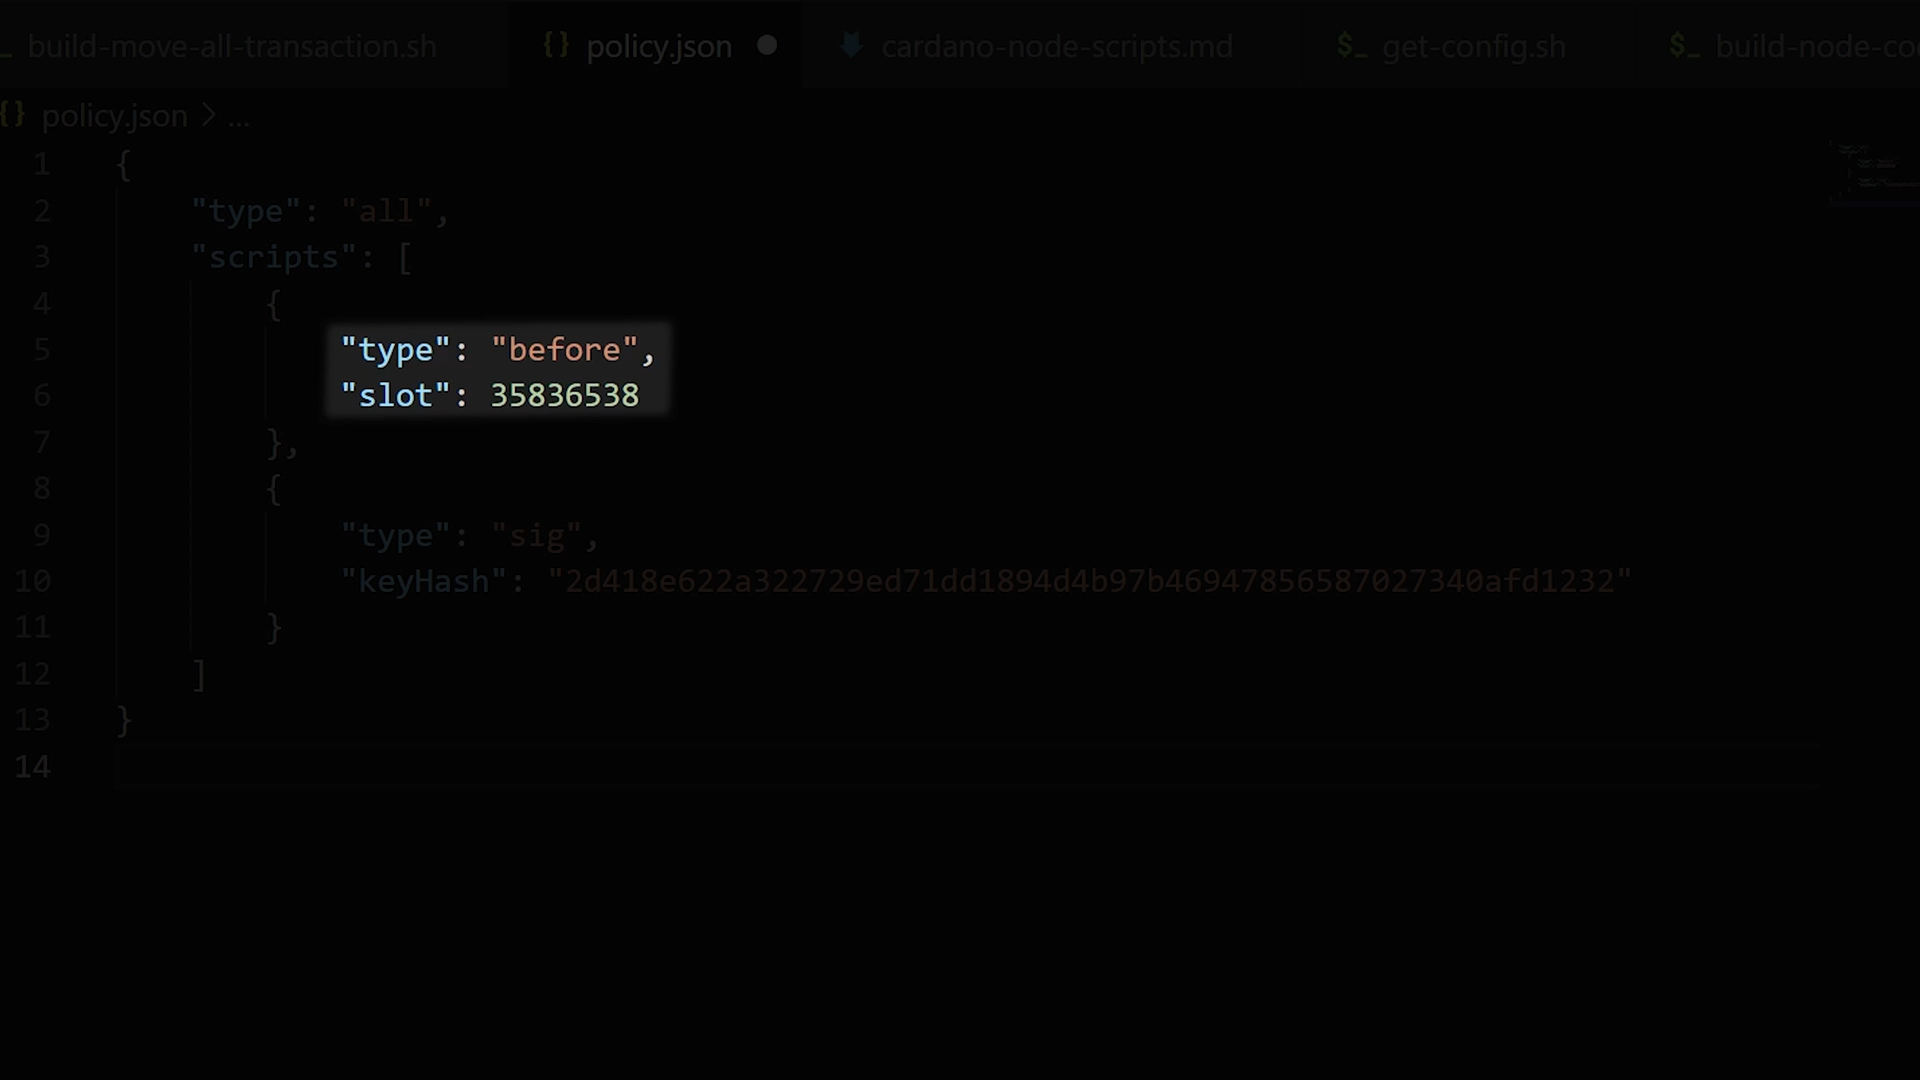 build-move-all-transaction.sh {} policy.json cardano-node-scripts.md $_ get-config.sh $_ build-node-co
{} policy.json > ...
1 {
2 "type": "all",
3 "scripts": [
4 {
5 "type": "before",
6 "slot": 35836538
7 },
8 {
9 "type": "sig",
10 "keyHash": "2d418e622a322729ed71dd1894d4b97b46947856587027340afd1232"
11 }
12 ]
13 }
14